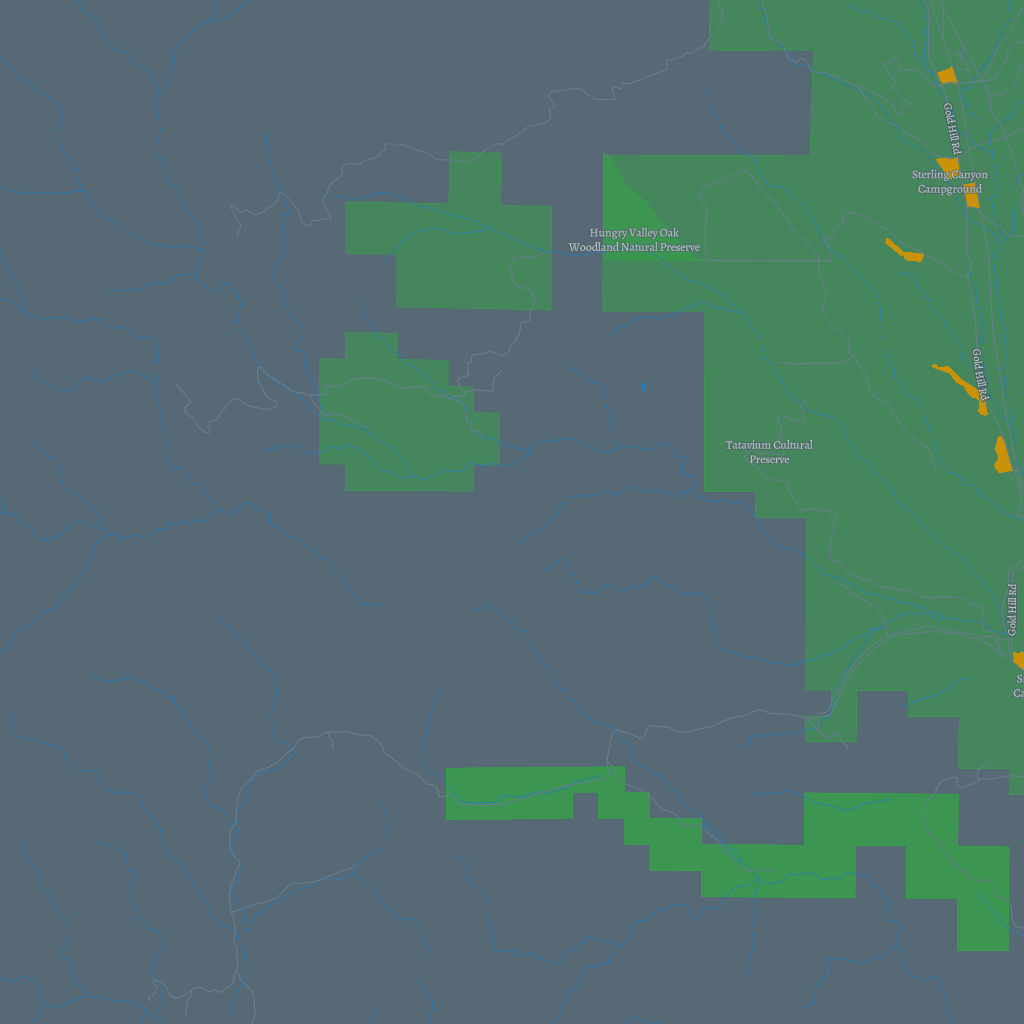 Gold Hill Rd
Sterling Canyon
Campground
Hungry Valley Oak
Woodland Natural Preserve
Gold Hill Rd
Tatavium Cultural
Preserve
Gold Hill Rd